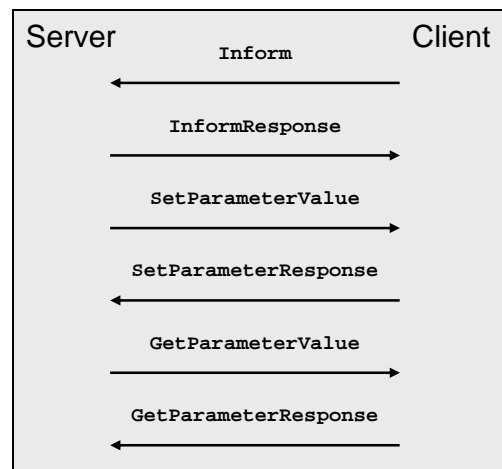 Server Client
Inform
InformResponse
SetParameterValue
SetParameterResponse
GetParameterValue
GetParameterResponse